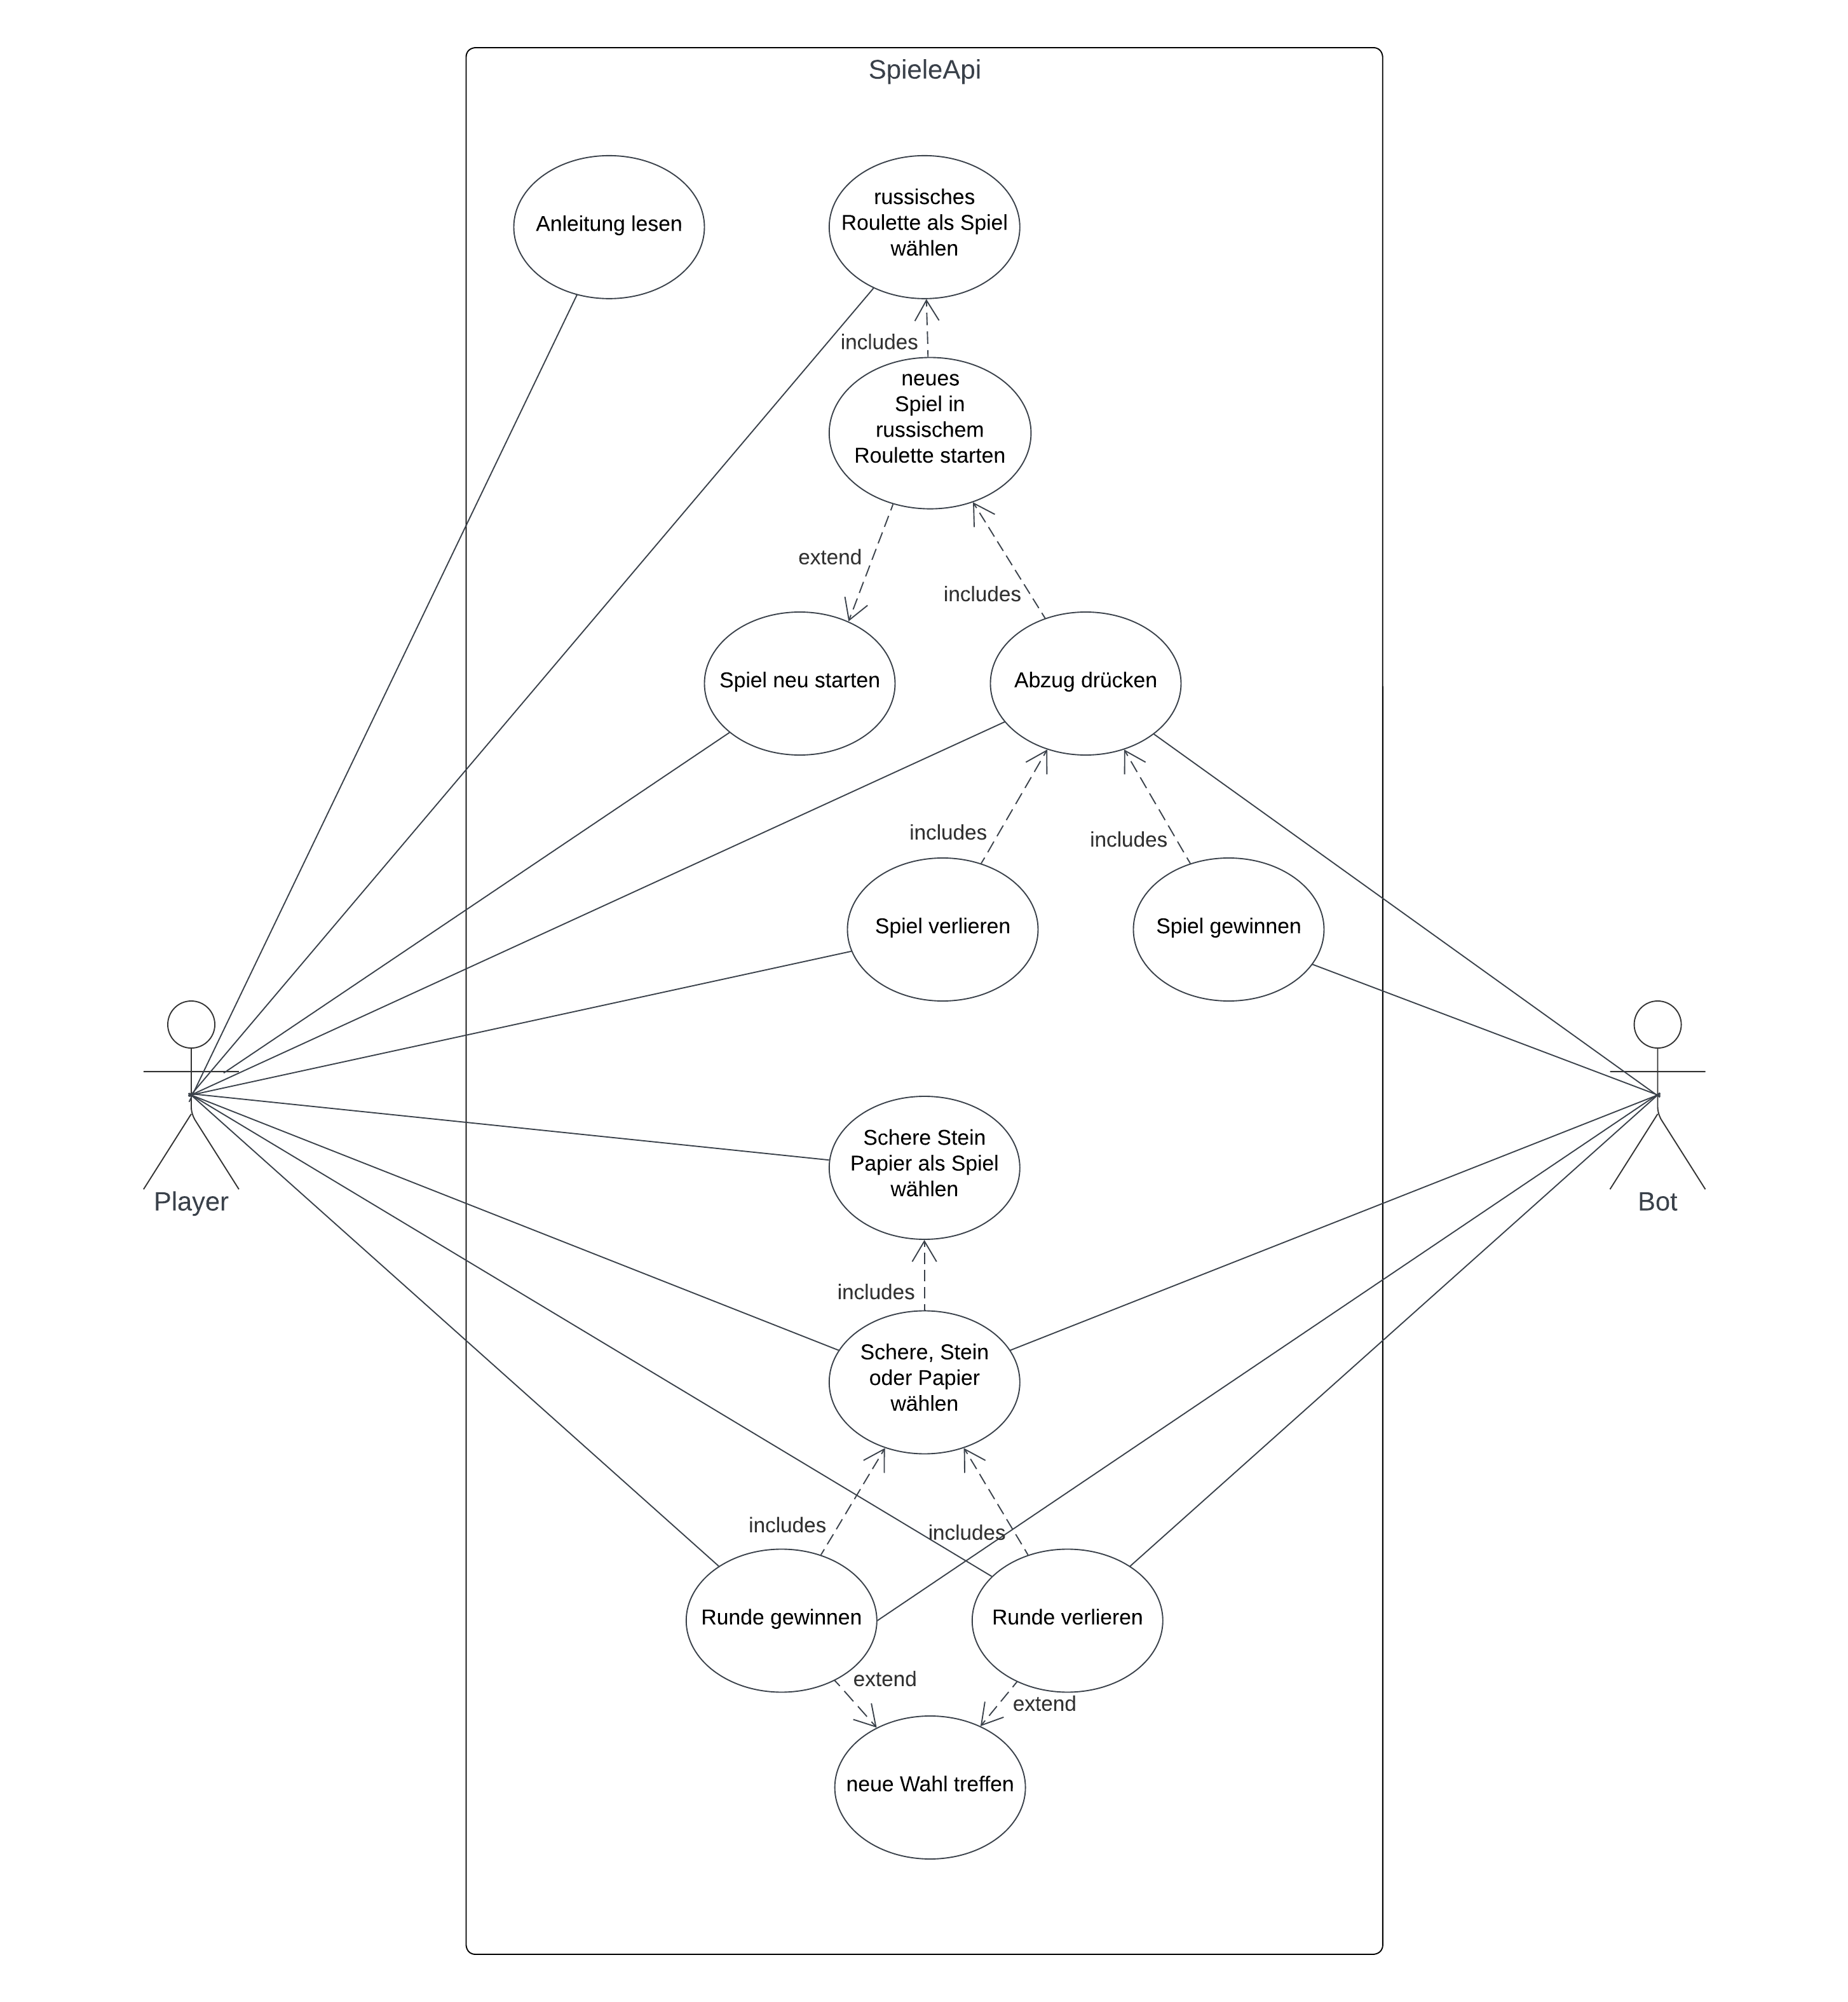 SpieleApi
Anleitung lesen
russisches
Roulette als Spiel
wählen
includes
neues
Spiel in
russischem
Roulette starten
extend
includes
Spiel neu starten
Abzug drücken
includes
includes
Spiel verlieren
Spiel gewinnen
Player
Bot
Schere Stein
Papier als Spiel
wählen
includes
Schere, Stein
oder Papier
wählen
includes
includes
Runde gewinnen
Runde verlieren
extend
extend
neue Wahl treffen